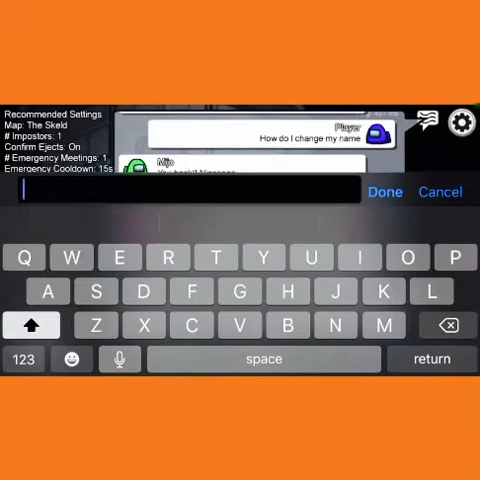 Recommended Settings
Map: The Skeld
# Impostors: 1
Confirm Ejects: On
# Emergency Meetings: 1
Emergency Cooldown: 15s
Player
How do I change my name
Mijo
Done Cancel
Q W E R T Y U I O P
A S D F G H J K L
Z X C V B N M
123 space return